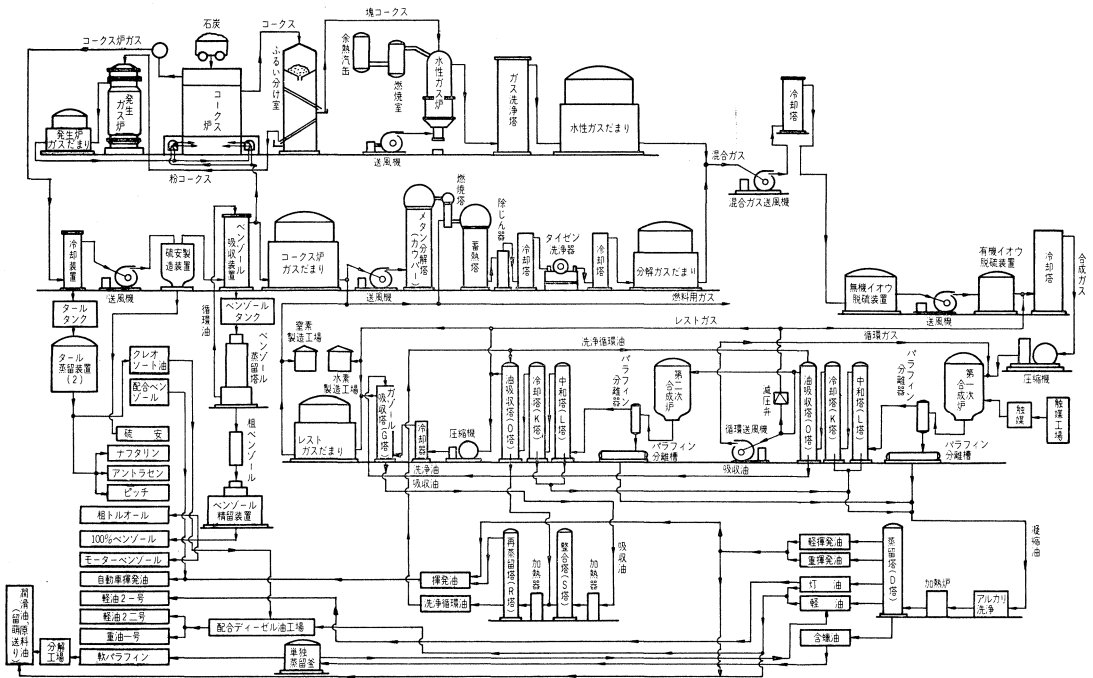 石炭
コークス
塊コークス
コークス炉ガス
余熱汽缶
燃焼室
水性ガス炉
ふるい分け室
コークス炉
発生ガス炉
発生炉
ガスだまり
粉コークス
送風機
ガス洗浄塔
水性ガスだまり
冷却塔
混合ガス
混合ガス送風機
冷却装置
送風機
硫安製
造装置
ベンゾール
吸収装置
コークス炉
ガスだまり
送風機
メタン分解塔
(カウパー)
燃焼塔
蓄熱塔
除じん器
冷却塔
タイゼン
洗浄器
冷却塔
分解ガスだまり
燃料用ガス
無機イオウ
脱硫装置
送風機
有機イオウ
脱硫装置
冷却塔
合成ガス
タール
タンク
循環油
ベンゾール
タンク
タール
蒸留装置
(2)
クレオ
ソート油
配合ベン
ゾール
ベンゾール
蒸留塔
窒素
製造工場
水素
製造工場
レスト
ガスだまり
レストガス
洗浄循環油
循環ガス
ガソール
吸収塔(G塔)
冷却器
圧縮機
油吸収塔(O塔)
冷却塔(K塔)
中和塔(L塔)
パラフィン
分離器
第二次
合成炉
パラフィン
分離槽
減圧弁
循環送風機
油吸収塔(O塔)
冷却塔(K塔)
中和塔(L塔)
パラフィン
分離器
第一次
合成炉
パラフィン
分離槽
圧縮機
触媒
触媒工場
洗浄油
吸収油
吸収油
硫安
ナフタリン
アントラセン
ピッチ
粗ベンゾール
ベンゾール
精留装置
粗トルオール
100%ベンゾール
モーターベンゾール
自動車揮発油
軽油2一号
軽油2二号
重油一号
軟パラフィン
分解
工場
潤滑油、原料油
(留萌送り)
揮発油
洗浄循環油
再蒸留塔(R塔)
加熱器
整合塔(S塔)
加熱器
吸収油
配合ディーゼル油工場
単独
蒸留釜
軽揮発油
重揮発油
灯油
軽油
含蠟油
蒸留塔(D塔)
加熱炉
アルカリ
洗浄
凝縮油